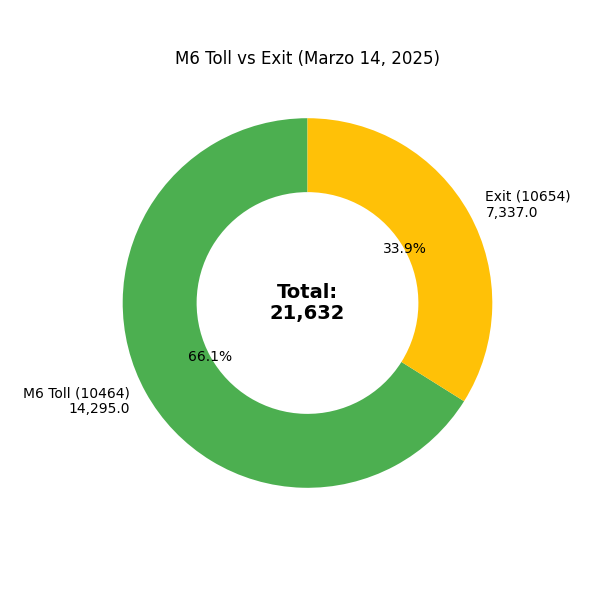 M6 Toll vs Exit (Marzo 14, 2025)
Exit (10654)
7,337.0
33.9%
Total:
21,632
66.1%
M6 Toll (10464)
14,295.0